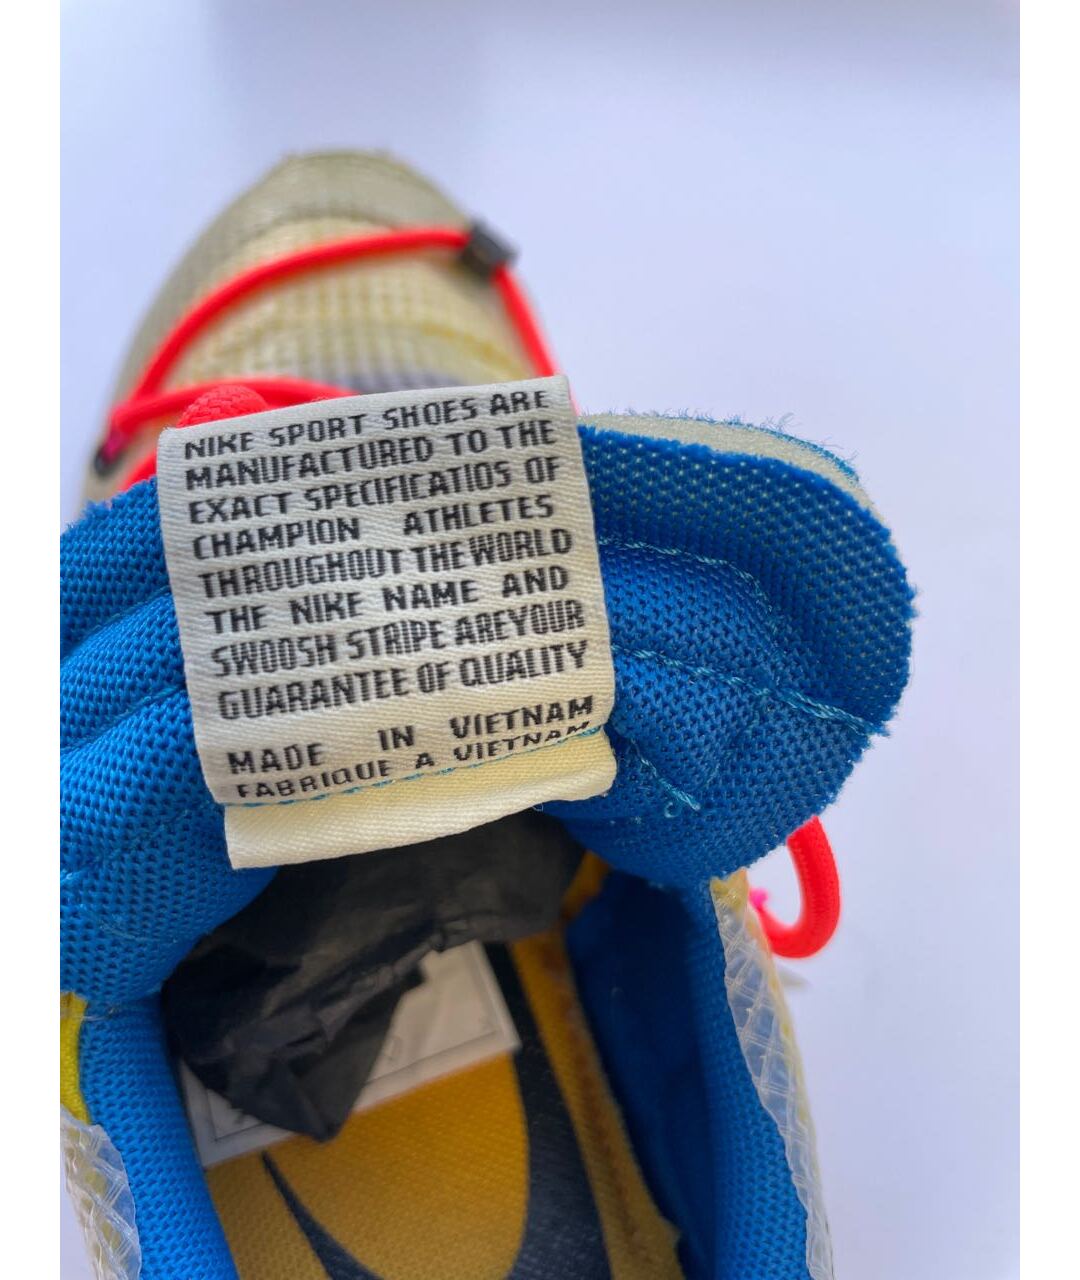 NIKE SPORT SHOES ARE
MANUFACTURED TO THE
EXACT SPECIFICATIOS OF
CHAMPION ATHLETES
THROUGHOUT THE WORLD
THE NIKE NAME AND
SWOOSH STRIPE ARE YOUR
GUARANTEE OF QUALITY
MADE IN VIETNAM
FABRIQUE A VIETNAM